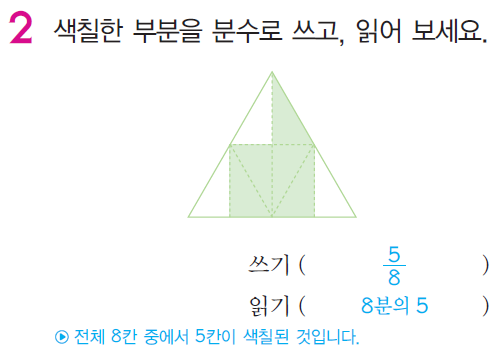 2 색칠한 부분을 분수로 쓰고, 읽어 보세요.
쓰기 ( 5/8 )
읽기 ( 8분의 5 )
전체 8칸 중에서 5칸이 색칠된 것입니다.